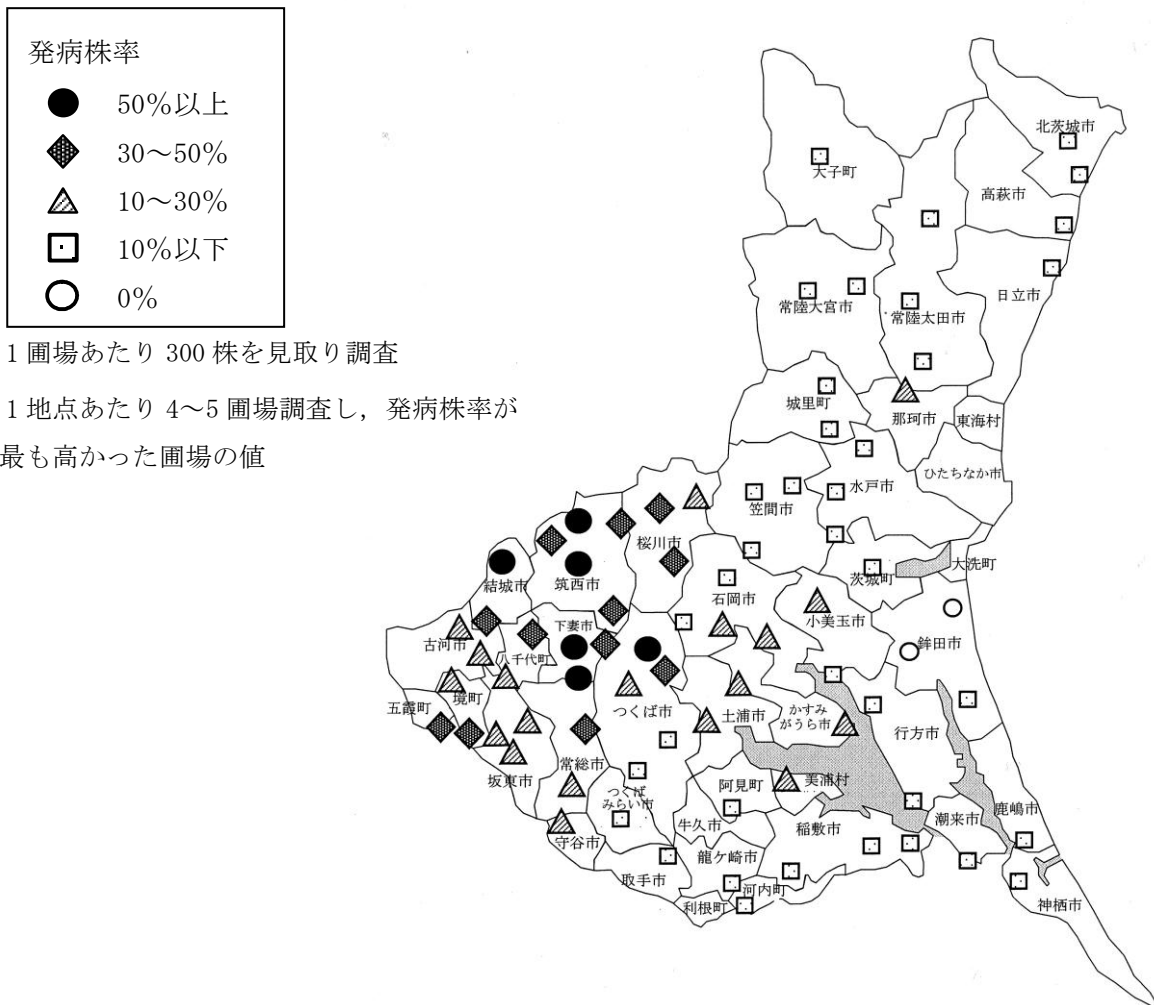 発病株率
50%以上
30～50%
10～30%
10%以下
0%
1圃場あたり300株を見取り調査
1地点あたり4～5圃場調査し，発病株率が
最も高かった圃場の値
北茨城市
大子町
高萩市
日立市
常陸大宮市
常陸太田市
城里町
那珂市
東海村
ひたちなか市
水戸市
笠間市
桜川市
茨城町
大洗町
結城市
筑西市
石岡市
小美玉市
下妻市
鉾田市
古河市
八千代町
境町
五霞町
つくば市
土浦市
かすみ
がうら市
行方市
坂東市
常総市
つくば
みらい市
阿見町
美浦村
牛久市
稲敷市
潮来市
鹿嶋市
守谷市
龍ケ崎市
取手市
河内町
利根町
神栖市